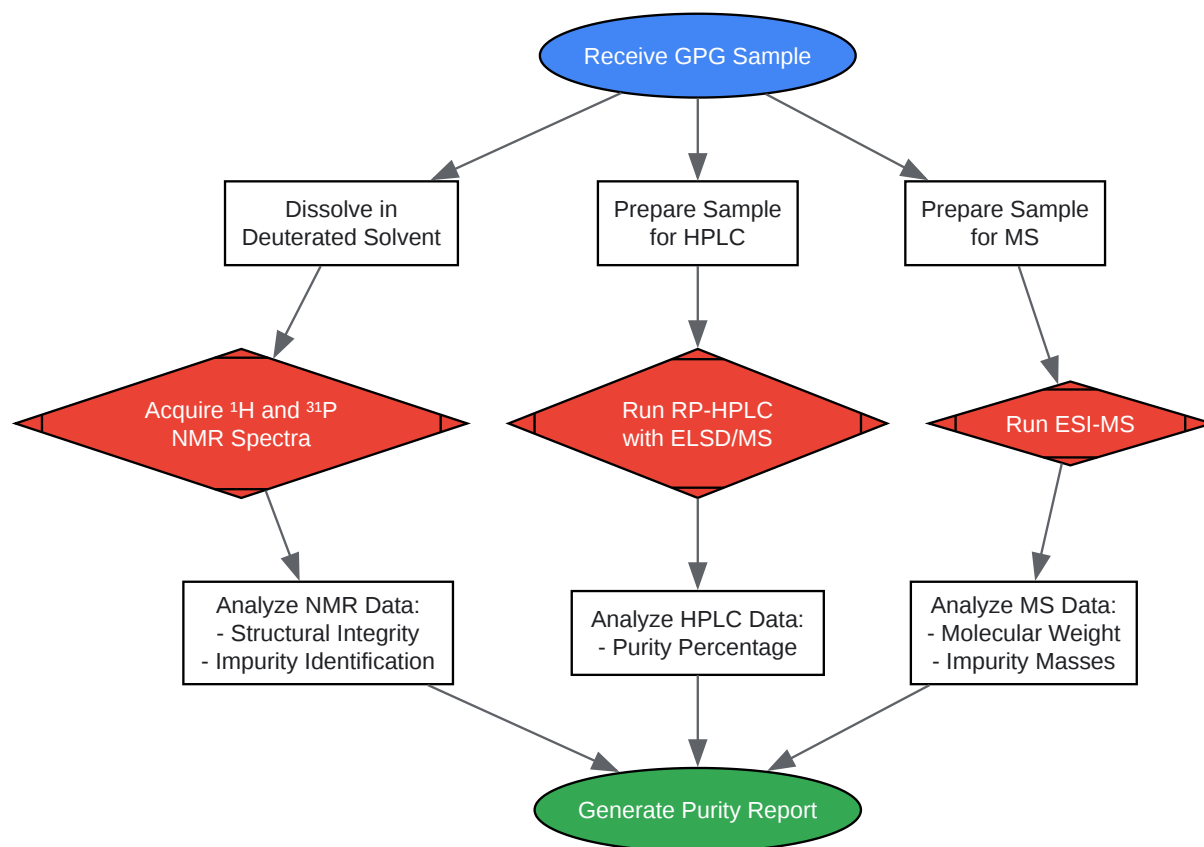 Receive GPG Sample
Dissolve in
Deuterated Solvent
Prepare Sample
for HPLC
Prepare Sample
for MS
Acquire ¹H and ³¹P
NMR Spectra
Run RP-HPLC
with ELSD/MS
Run ESI-MS
Analyze NMR Data:
- Structural Integrity
- Impurity Identification
Analyze HPLC Data:
- Purity Percentage
Analyze MS Data:
- Molecular Weight
- Impurity Masses
Generate Purity Report